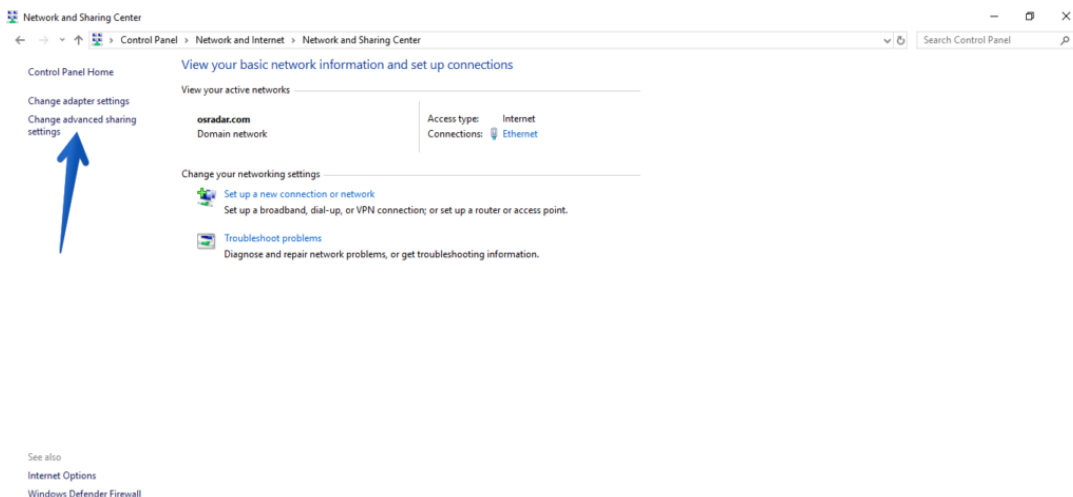 Network and Sharing Center
Control Panel > Network and Internet > Network and Sharing Center
Search Control Panel
Control Panel Home
Change adapter settings
Change advanced sharing
settings
View your basic network information and set up connections
View your active networks
osradar.com
Domain network
Access type: Internet
Connections: Ethernet
Change your networking settings
Set up a new connection or network
Set up a broadband, dial-up, or VPN connection; or set up a router or access point.
Troubleshoot problems
Diagnose and repair network problems, or get troubleshooting information.
See also
Internet Options
Windows Defender Firewall